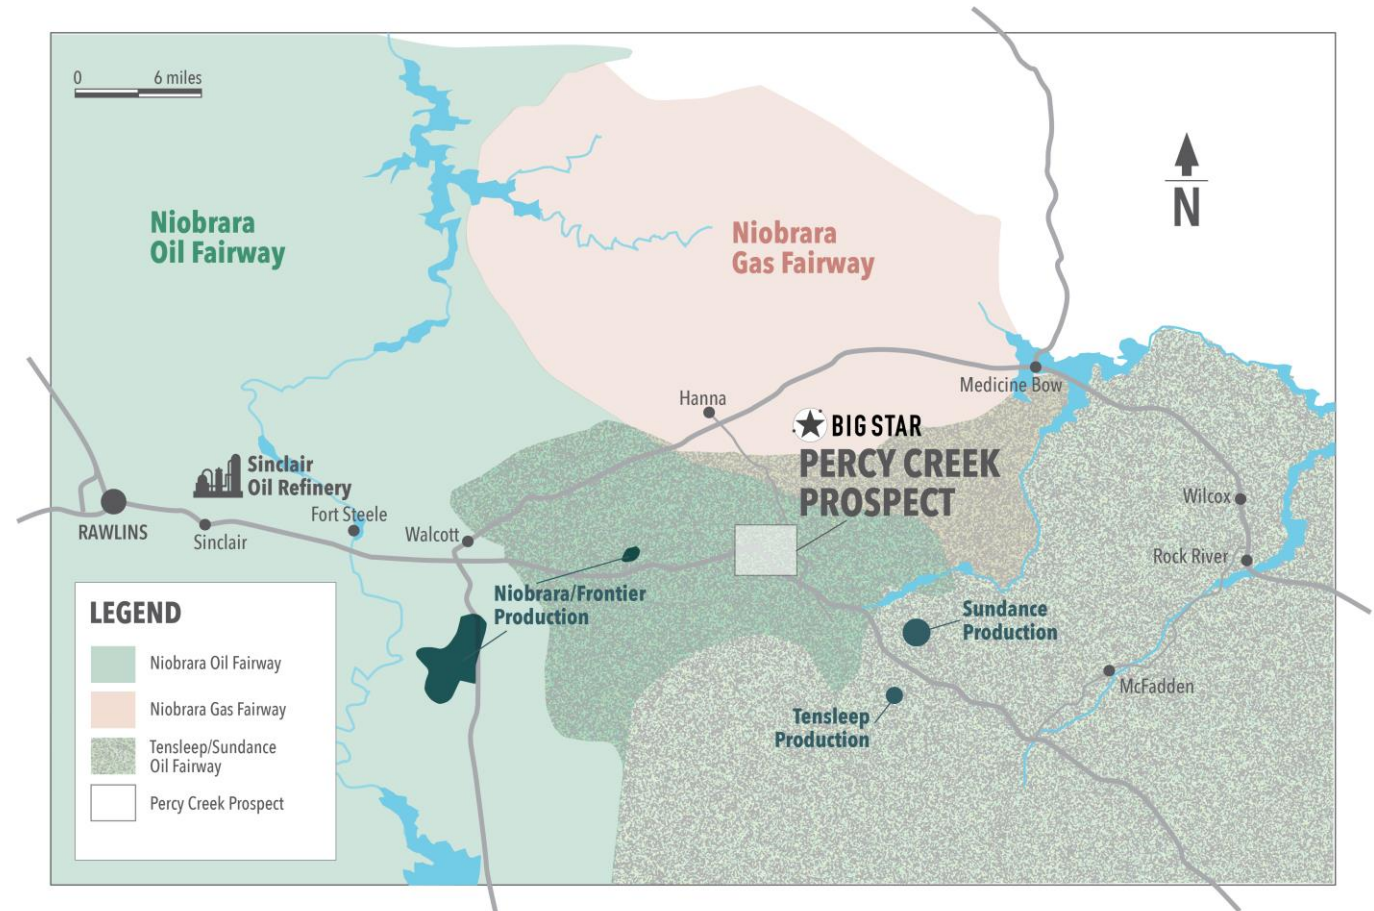 0 6 miles
N
Niobrara
Oil Fairway
Niobrara
Gas Fairway
Medicine Bow
Hanna
BIG STAR
PERCY CREEK
PROSPECT
Sinclair
Oil Refinery
Fort Steele
RAWLINS
Sinclair
Walcott
Wilcox
Rock River
Niobrara/Frontier
Production
Sundance
Production
McFadden
Tensleep
Production
LEGEND
Niobrara Oil Fairway
Niobrara Gas Fairway
Tensleep/Sundance
Oil Fairway
Percy Creek Prospect